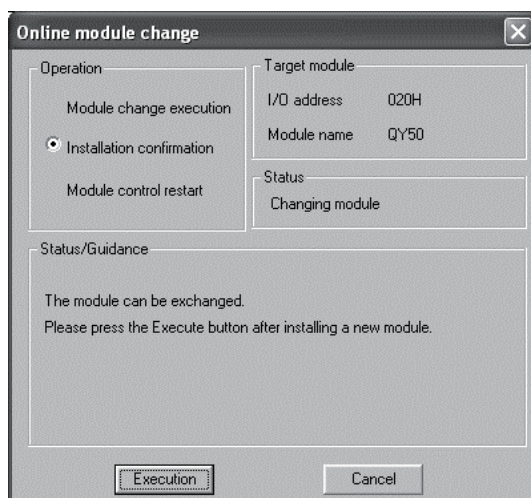 Online module change
Operation
Module change execution
Installation confirmation
Module control restart
Target module
I/O address 020H
Module name QY50
Status
Changing module
Status/Guidance
The module can be exchanged.
Please press the Execute button after installing a new module.
Execution
Cancel